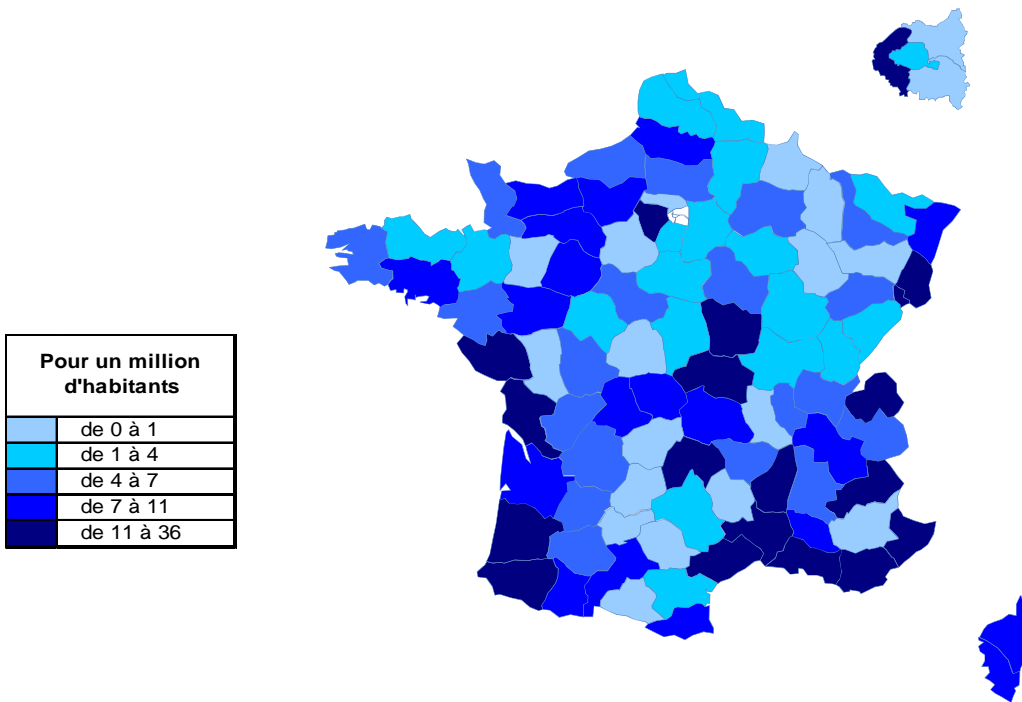 Pour un million
d'habitants
de 0 à 1
de 1 à 4
de 4 à 7
de 7 à 11
de 11 à 36